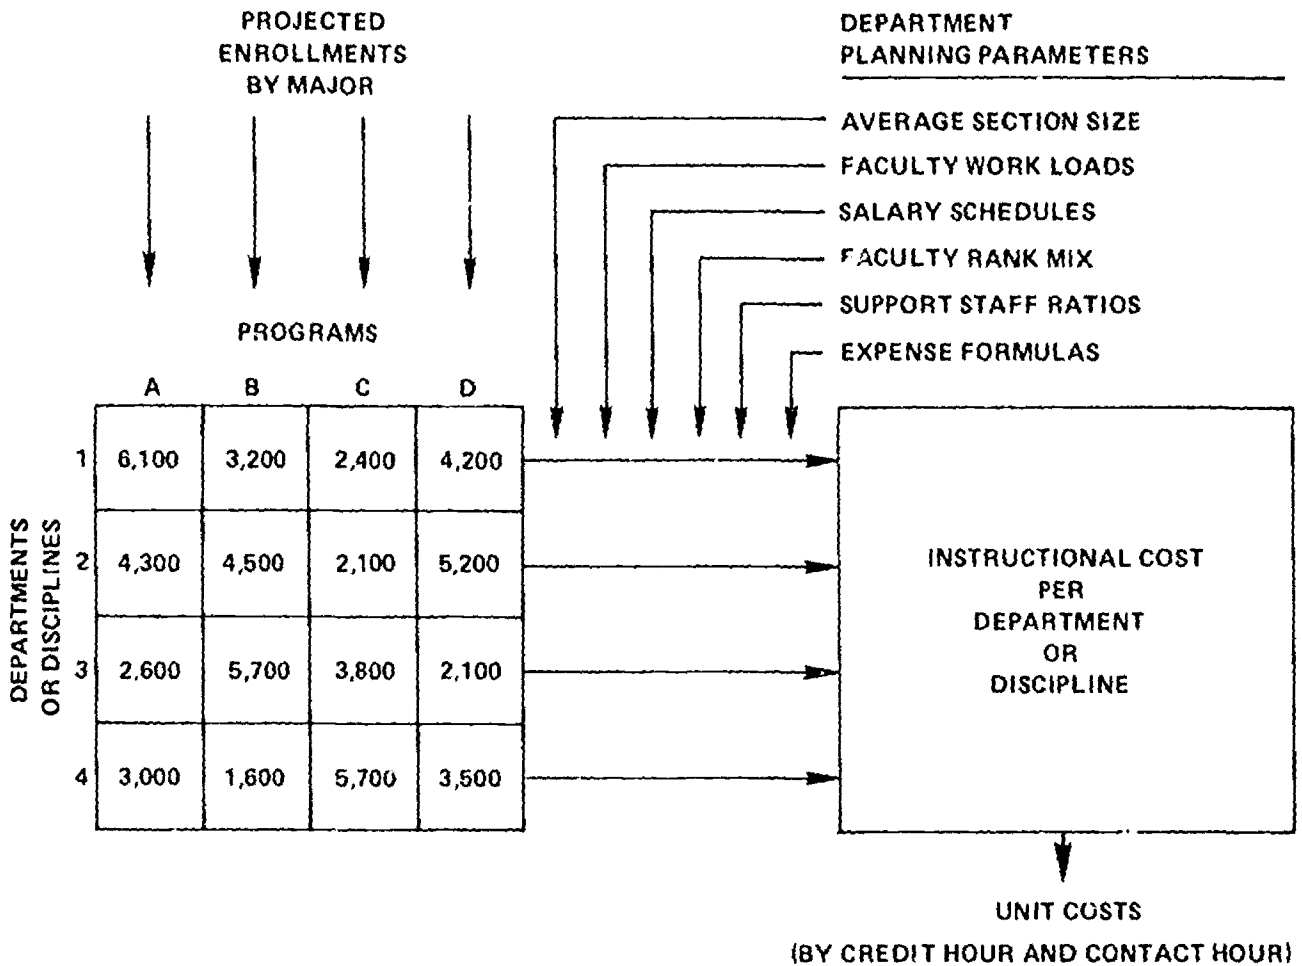 PROJECTED
ENROLLMENTS
BY MAJOR
DEPARTMENT
PLANNING PARAMETERS
AVERAGE SECTION SIZE
FACULTY WORK LOADS
SALARY SCHEDULES
FACULTY RANK MIX
SUPPORT STAFF RATIOS
EXPENSE FORMULAS
PROGRAMS
A B C D
DEPARTMENTS
OR DISCIPLINES
1 6,100 3,200 2,400 4,200
2 4,300 4,500 2,100 5,200
3 2,600 5,700 3,800 2,100
4 3,000 1,600 5,700 3,500
INSTRUCTIONAL COST
PER
DEPARTMENT
OR
DISCIPLINE
UNIT COSTS
(BY CREDIT HOUR AND CONTACT HOUR)